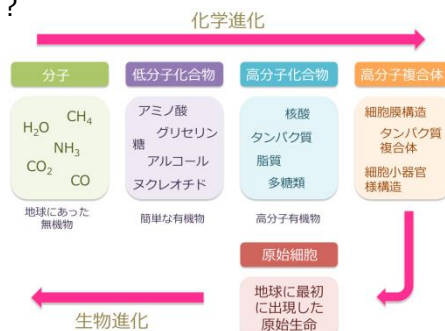 ?
化学進化
分子
H₂O
CH₄
NH₃
CO₂
CO
地球にあった
無機物
低分子化合物
アミノ酸
グリセリン
糖
アルコール
ヌクレオチド
簡単な有機物
高分子化合物
核酸
タンパク質
脂質
多糖類
高分子有機物
高分子複合体
細胞膜構造
タンパク質
複合体
細胞小器官
様構造
原始細胞
地球に最初
に出現した
原始生命
生物進化